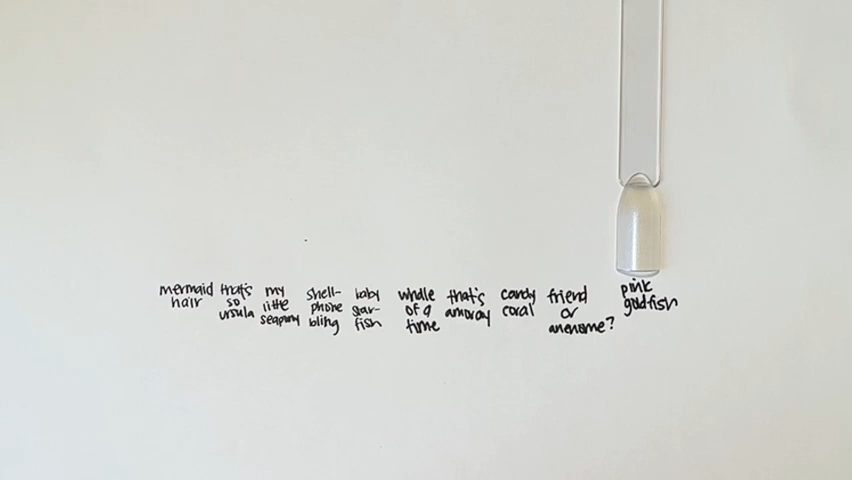 mermaid
hair
that's
so
ursula
my
little
seapony
shell-
phone
bling
baby
star-
fish
whale
of a
time
that's
amoray
candy
coral
friend
or
anenome?
pink
goldfish